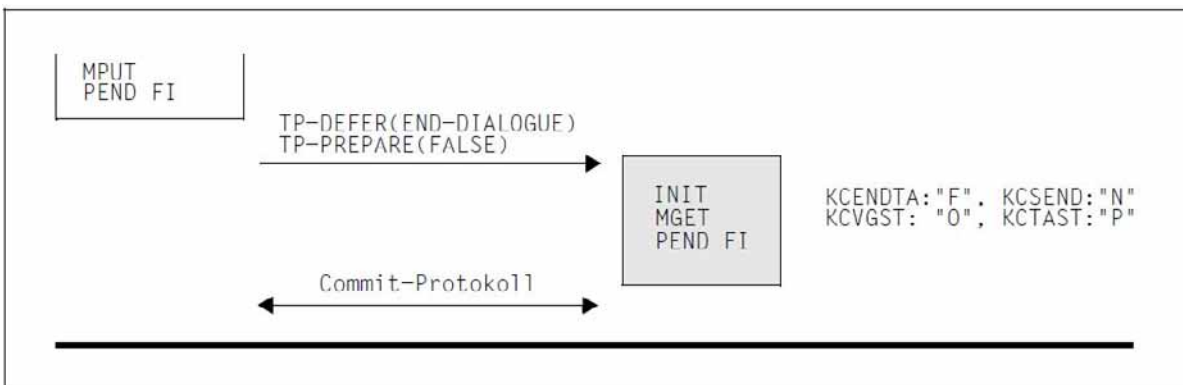 MPUT
PEND FI
TP-DEFER(END-DIALOGUE)
TP-PREPARE(FALSE)
INIT
MGET
PEND FI
KCENDTA:"F", KCSEND:"N"
KCVGST: "O", KCTAST:"P"
Commit-Protokoll